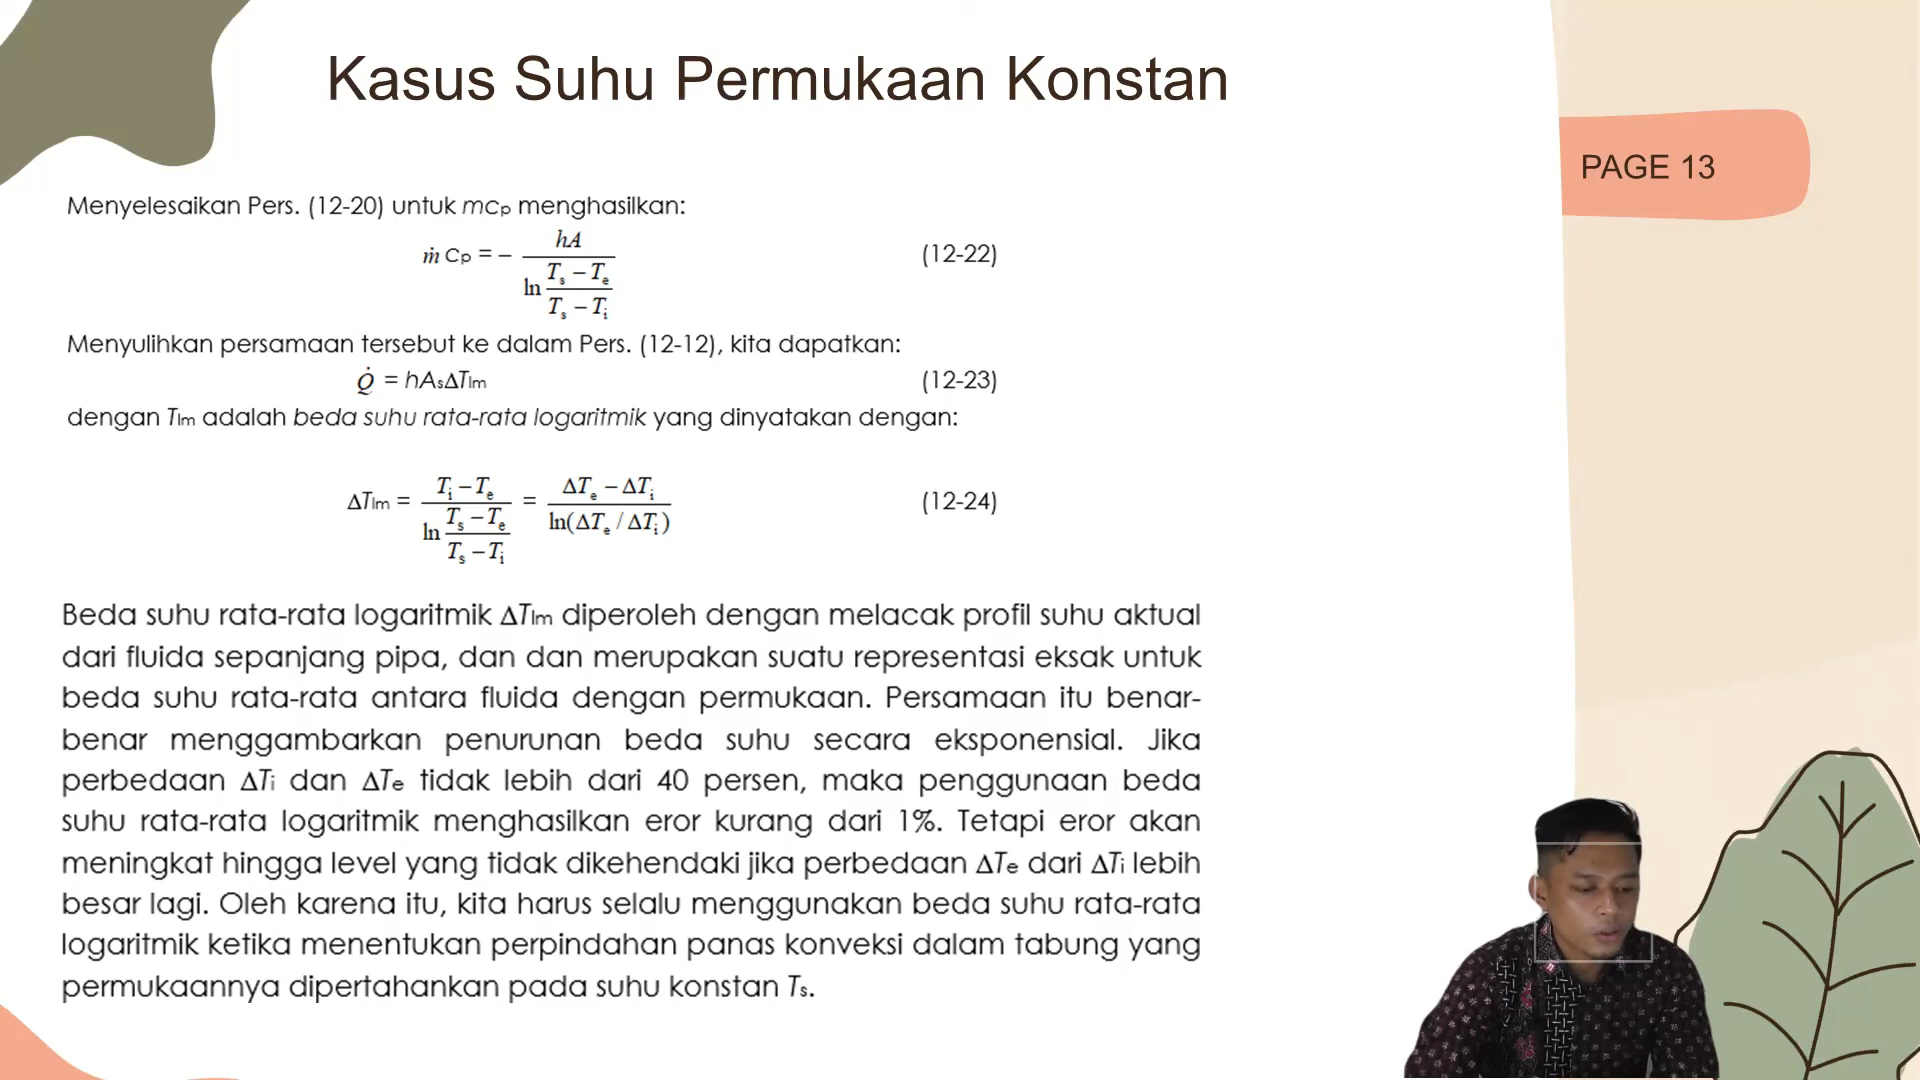 Kasus Suhu Permukaan Konstan
PAGE 13
Menyelesaikan Pers. (12-20) untuk mcp menghasilkan:
ṁ Cp = − hA / ln (Ts − Te / Ts − Ti) (12-22)
Menyulihkan persamaan tersebut ke dalam Pers. (12-12), kita dapatkan:
Q̇ = hAsΔTlm (12-23)
dengan Tlm adalah beda suhu rata-rata logaritmik yang dinyatakan dengan:
ΔTlm = Ti − Te / ln (Ts − Te / Ts − Ti) = ΔTe − ΔTi / ln(ΔTe / ΔTi) (12-24)
Beda suhu rata-rata logaritmik ΔTlm diperoleh dengan melacak profil suhu aktual
dari fluida sepanjang pipa, dan dan merupakan suatu representasi eksak untuk
beda suhu rata-rata antara fluida dengan permukaan. Persamaan itu benar-
benar menggambarkan penurunan beda suhu secara eksponensial. Jika
perbedaan ΔTi dan ΔTe tidak lebih dari 40 persen, maka penggunaan beda
suhu rata-rata logaritmik menghasilkan eror kurang dari 1%. Tetapi eror akan
meningkat hingga level yang tidak dikehendaki jika perbedaan ΔTe dari ΔTi lebih
besar lagi. Oleh karena itu, kita harus selalu menggunakan beda suhu rata-rata
logaritmik ketika menentukan perpindahan panas konveksi dalam tabung yang
permukaannya dipertahankan pada suhu konstan Ts.